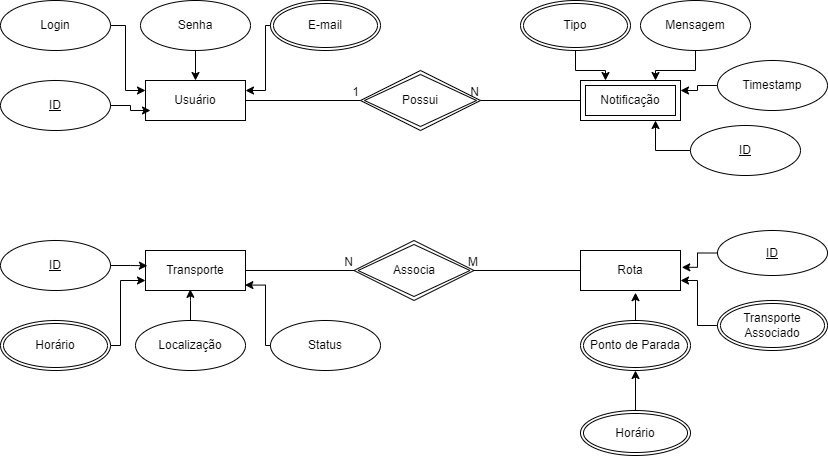 Login
Senha
E-mail
Tipo
Mensagem
ID
Usuário
1
Possui
N
Notificação
Timestamp
ID
ID
Transporte
N
Associa
M
Rota
ID
Horário
Localização
Status
Ponto de Parada
Transporte
Associado
Horário